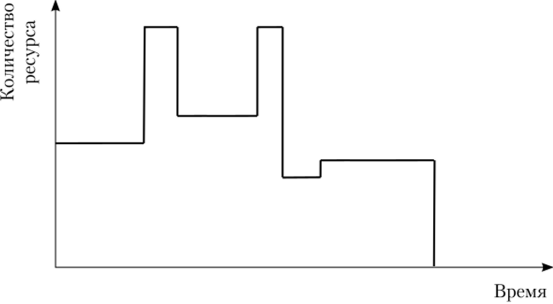 Количество
ресурса
Время